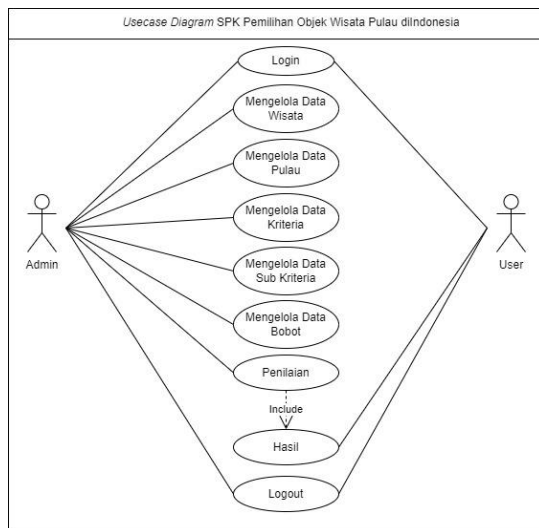 Usecase Diagram SPK Pemilihan Objek Wisata Pulau diIndonesia
Login
Mengelola Data
Wisata
Mengelola Data
Pulau
Mengelola Data
Kriteria
Admin
User
Mengelola Data
Sub Kriteria
Mengelola Data
Bobot
Penilaian
Include
Hasil
Logout